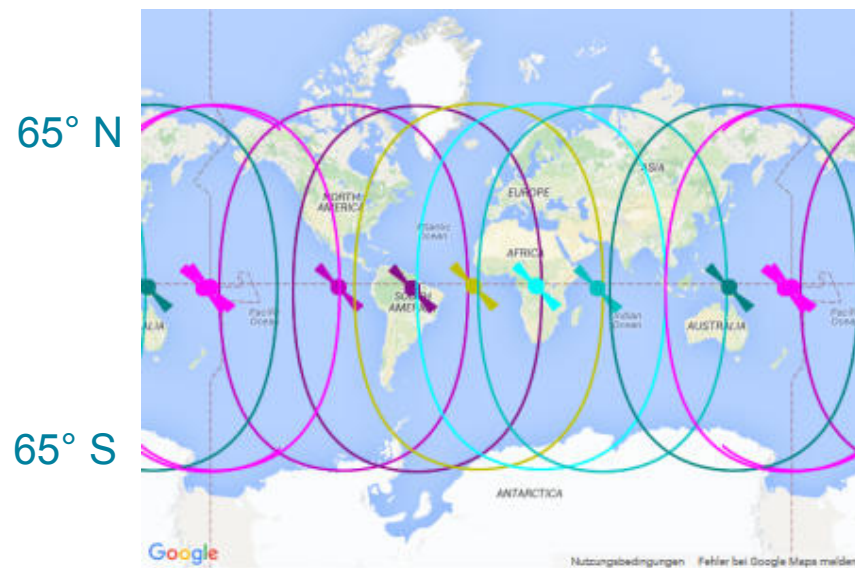 65° N
NORTH
AMERICA
EUROPE
ASIA
Atlantic
Ocean
AFRICA
SOUTH
AMERICA
Pacific
Ocean
Indian
Ocean
AUSTRALIA
Pacific
Ocean
ALIA
65° S
ANTARCTICA
Google
Nutzungsbedingungen Fehler bei Google Maps melden